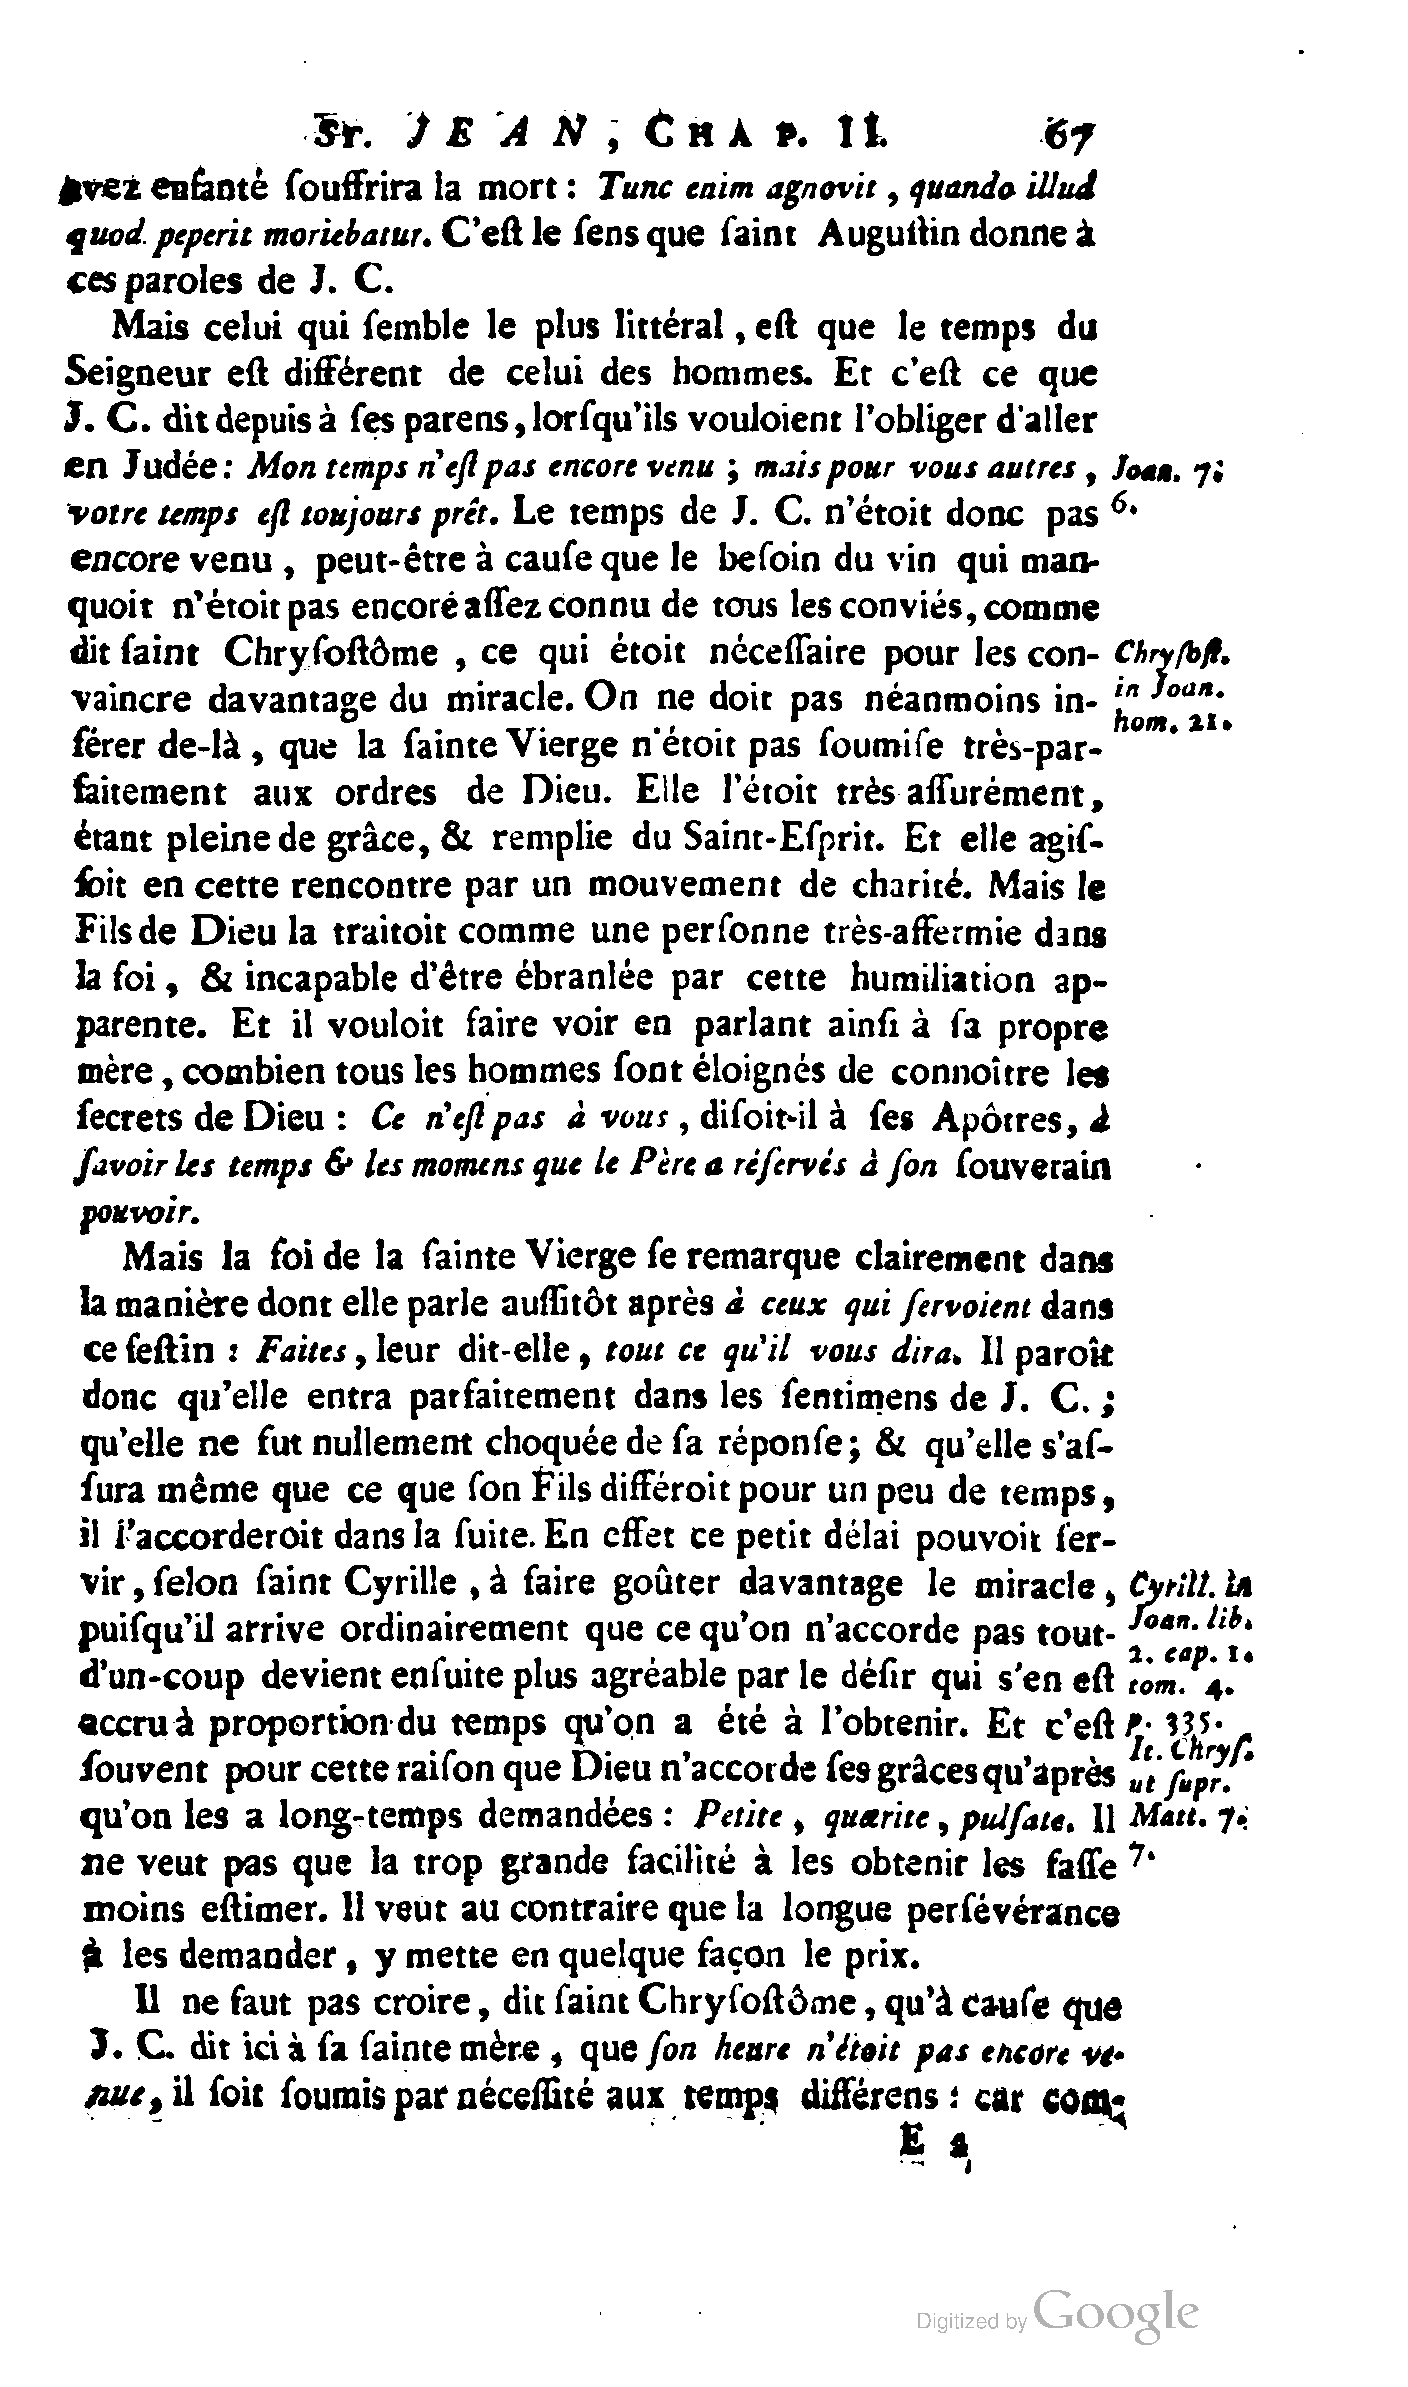 St. JEAN, CHAP. II. 67
avez enfanté ſouffrira la mort : Tunc enim agnovit, quando illud
quod peperit moriebatur. C'eſt le ſens que ſaint Auguſtin donne à
ces paroles de J. C.
Mais celui qui ſemble le plus littéral, eſt que le temps du
Seigneur eſt différent de celui des hommes. Et c'eſt ce que
J. C. dit depuis à ſes parens, lorſqu'ils vouloient l'obliger d'aller
en Judée : Mon temps n'eſt pas encore venu ; mais pour vous autres, Joan. 7.
votre temps eſt toujours prêt. Le temps de J. C. n'étoit donc pas 6.
encore venu, peut-être à cauſe que le beſoin du vin qui man-
quoit n'étoit pas encoré aſſez connu de tous les conviés, comme
dit ſaint Chryſoſtôme, ce qui étoit néceſſaire pour les con- Chryſoſt.
vaincre davantage du miracle. On ne doit pas néanmoins in- in Joan.
hom. 21.
férer de-là, que la ſainte Vierge n'étoit pas ſoumiſe très-par-
faitement aux ordres de Dieu. Elle l'étoit très aſſurément,
étant pleine de grâce, & remplie du Saint-Eſprit. Et elle agiſ-
ſoit en cette rencontre par un mouvement de charité. Mais le
Fils de Dieu la traitoit comme une perſonne très-affermie dans
la foi, & incapable d'être ébranlée par cette humiliation ap-
parente. Et il vouloit faire voir en parlant ainſi à ſa propre
mère, combien tous les hommes ſont éloignés de connoître les
ſecrets de Dieu : Ce n'eſt pas à vous, diſoit-il à ſes Apôtres, à
ſavoir les temps & les momens que le Père a réſervés à ſon ſouverain
pouvoir.
Mais la foi de la ſainte Vierge ſe remarque clairement dans
la manière dont elle parle auſſitôt après à ceux qui ſervoient dans
ce feſtin : Faites, leur dit-elle, tout ce qu'il vous dira. Il paroît
donc qu'elle entra parfaitement dans les ſentimens de J. C. ;
qu'elle ne fut nullement choquée de ſa réponſe ; & qu'elle s'aſ-
ſura même que ce que ſon Fils différoit pour un peu de temps,
il l'accorderoit dans la ſuite. En effet ce petit délai pouvoit ſer-
vir, ſelon ſaint Cyrille, à faire goûter davantage le miracle, Cyrill. in
puiſqu'il arrive ordinairement que ce qu'on n'accorde pas tout- Joan. lib.
2. cap. 1.
d'un-coup devient enſuite plus agréable par le déſir qui s'en eſt tom. 4.
accru à proportion du temps qu'on a été à l'obtenir. Et c'eſt p. 335.
It. Chryſ.
ſouvent pour cette raiſon que Dieu n'accorde ſes grâces qu'après ut ſupr.
qu'on les a long-temps demandées : Petite, quærite, pulſate. Il Matt. 7.
ne veut pas que la trop grande facilité à les obtenir les faſſe 7.
moins eſtimer. Il veut au contraire que la longue perſévérance
à les demander, y mette en quelque façon le prix.
Il ne faut pas croire, dit ſaint Chryſoſtôme, qu'à cauſe que
J. C. dit ici à ſa ſainte mère, que ſon heure n'étoit pas encore ve-
nue, il ſoit ſoumis par néceſſité aux temps différens : car com-
E 2
Digitized by Google